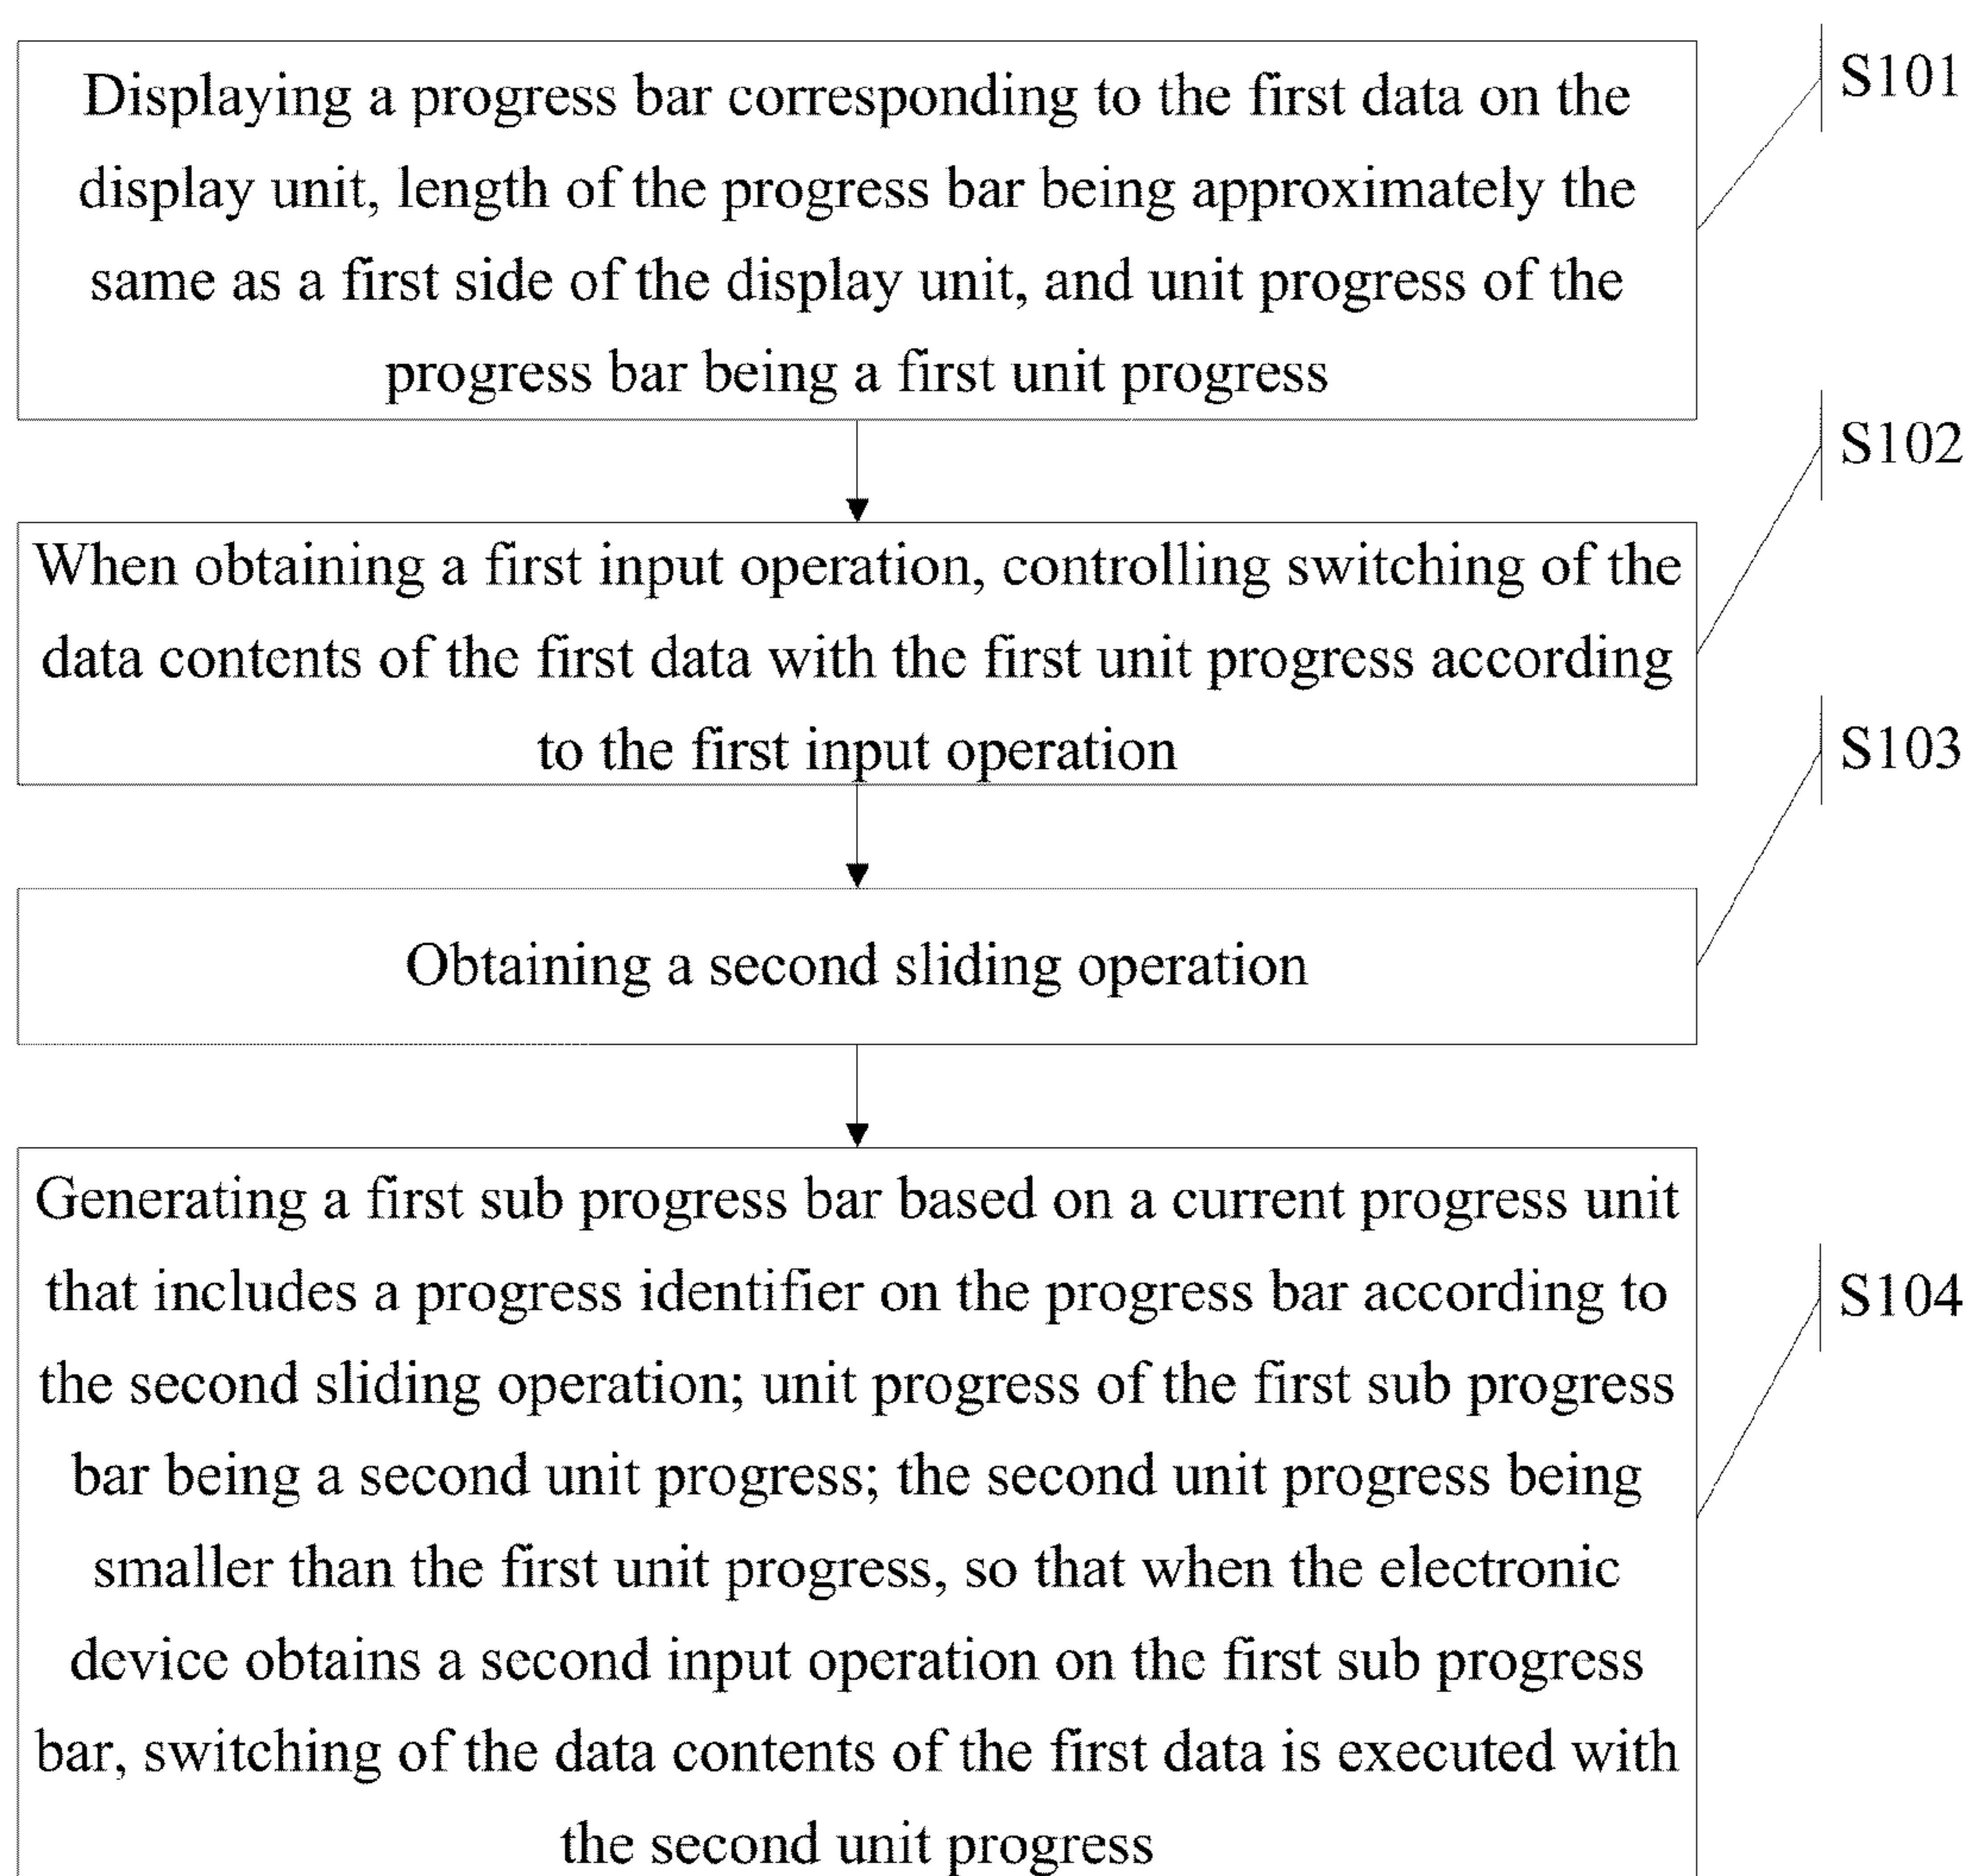 Displaying a progress bar corresponding to the first data on the
display unit, length of the progress bar being approximately the
same as a first side of the display unit, and unit progress of the
progress bar being a first unit progress
S101
When obtaining a first input operation, controlling switching of the
data contents of the first data with the first unit progress according
to the first input operation
S102
Obtaining a second sliding operation
S103
Generating a first sub progress bar based on a current progress unit
that includes a progress identifier on the progress bar according to
the second sliding operation; unit progress of the first sub progress
bar being a second unit progress; the second unit progress being
smaller than the first unit progress, so that when the electronic
device obtains a second input operation on the first sub progress
bar, switching of the data contents of the first data is executed with
the second unit progress
S104